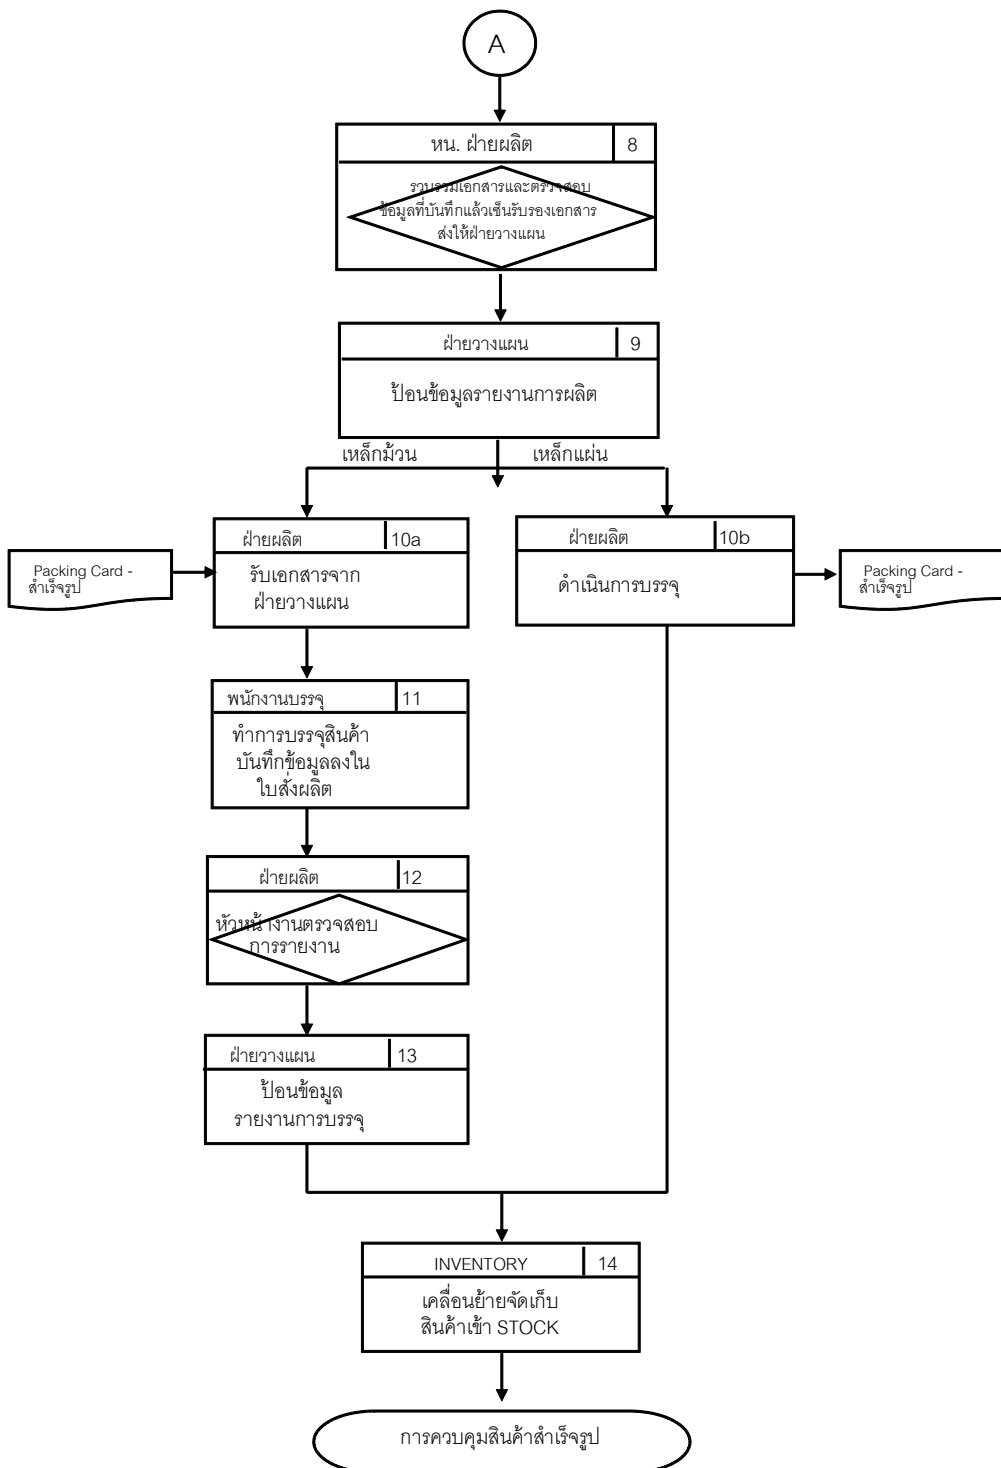 A
หน. ฝ่ายผลิต 8
รวบรวมเอกสารและตรวจสอบ
ข้อมูลที่บันทึกแล้วเซ็นรับรองเอกสาร
ส่งให้ฝ่ายวางแผน
ฝ่ายวางแผน 9
ป้อนข้อมูลรายงานการผลิต
เหล็กม้วน เหล็กแผ่น
ฝ่ายผลิต 10a
รับเอกสารจาก
ฝ่ายวางแผน
ฝ่ายผลิต 10b
ดำเนินการบรรจุ
Packing Card -
สำเร็จรูป
Packing Card -
สำเร็จรูป
พนักงานบรรจุ 11
ทำการบรรจุสินค้า
บันทึกข้อมูลลงใน
ใบสั่งผลิต
ฝ่ายผลิต 12
หัวหน้างานตรวจสอบ
การรายงาน
ฝ่ายวางแผน 13
ป้อนข้อมูล
รายงานการบรรจุ
INVENTORY 14
เคลื่อนย้ายจัดเก็บ
สินค้าเข้า STOCK
การควบคุมสินค้าสำเร็จรูป